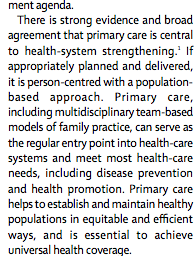 ment agenda.
There is strong evidence and broad
agreement that primary care is central
to health-system strengthening.¹ If
appropriately planned and delivered,
it is person-centred with a population-
based approach. Primary care,
including multidisciplinary team-based
models of family practice, can serve as
the regular entry point into health-care
systems and meet most health-care
needs, including disease prevention
and health promotion. Primary care
helps to establish and maintain healthy
populations in equitable and efficient
ways, and is essential to achieve
universal health coverage.